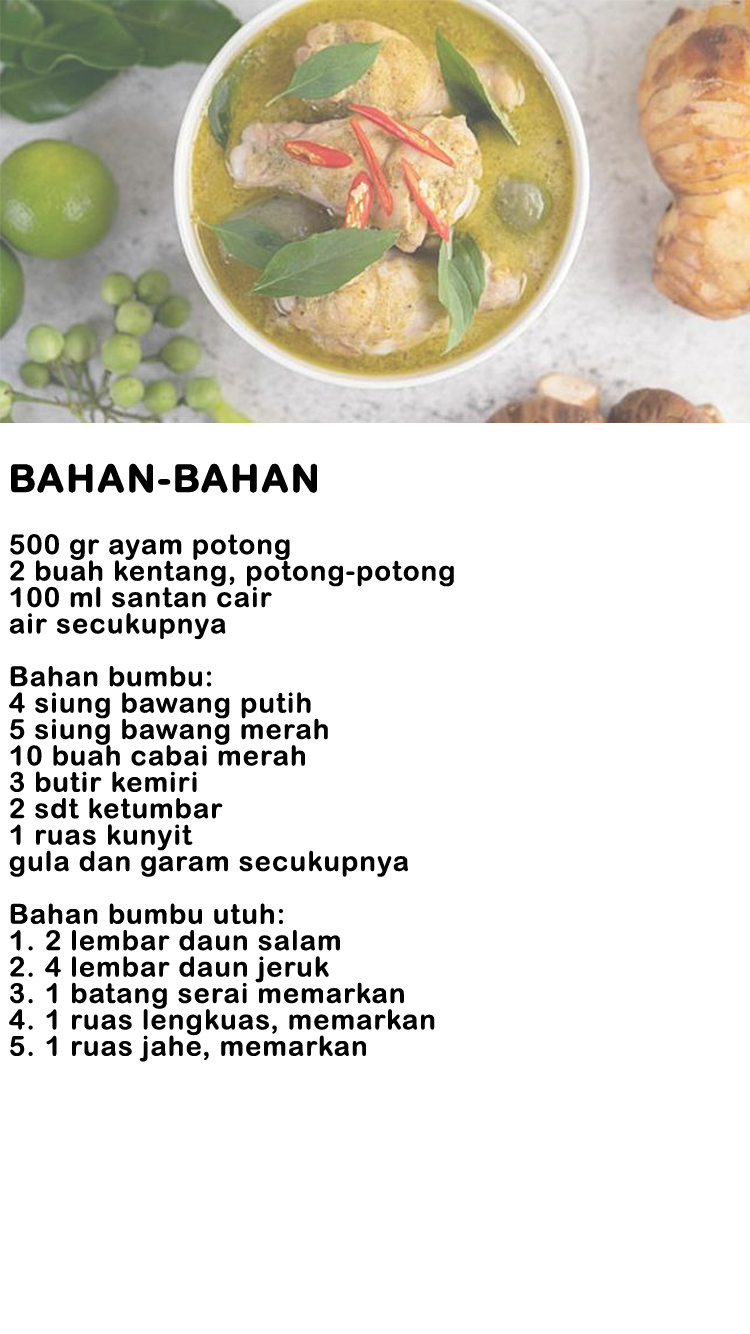 BAHAN-BAHAN
500 gr ayam potong
2 buah kentang, potong-potong
100 ml santan cair
air secukupnya
Bahan bumbu:
4 siung bawang putih
5 siung bawang merah
10 buah cabai merah
3 butir kemiri
2 sdt ketumbar
1 ruas kunyit
gula dan garam secukupnya
Bahan bumbu utuh:
1. 2 lembar daun salam
2. 4 lembar daun jeruk
3. 1 batang serai memarkan
4. 1 ruas lengkuas, memarkan
5. 1 ruas jahe, memarkan